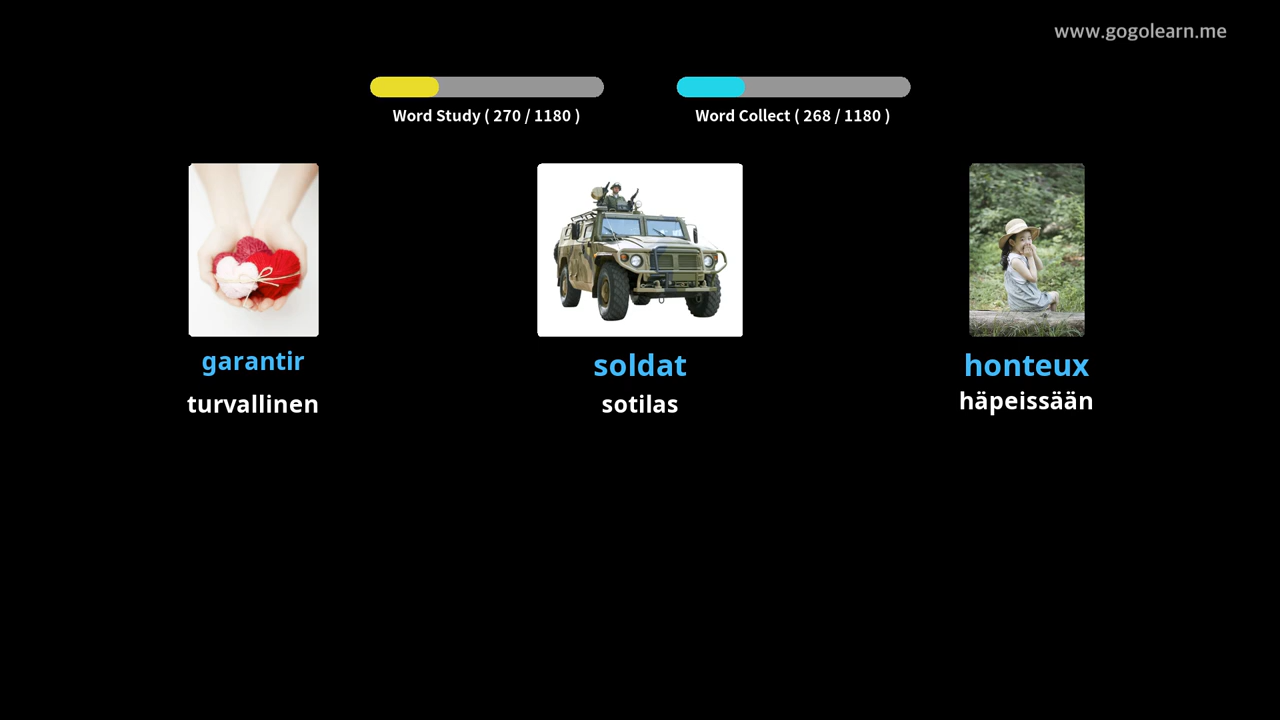 www.gogolearn.me
Word Study ( 270 / 1180 )
Word Collect ( 268 / 1180 )
garantir
soldat
honteux
turvallinen
sotilas
häpeissään